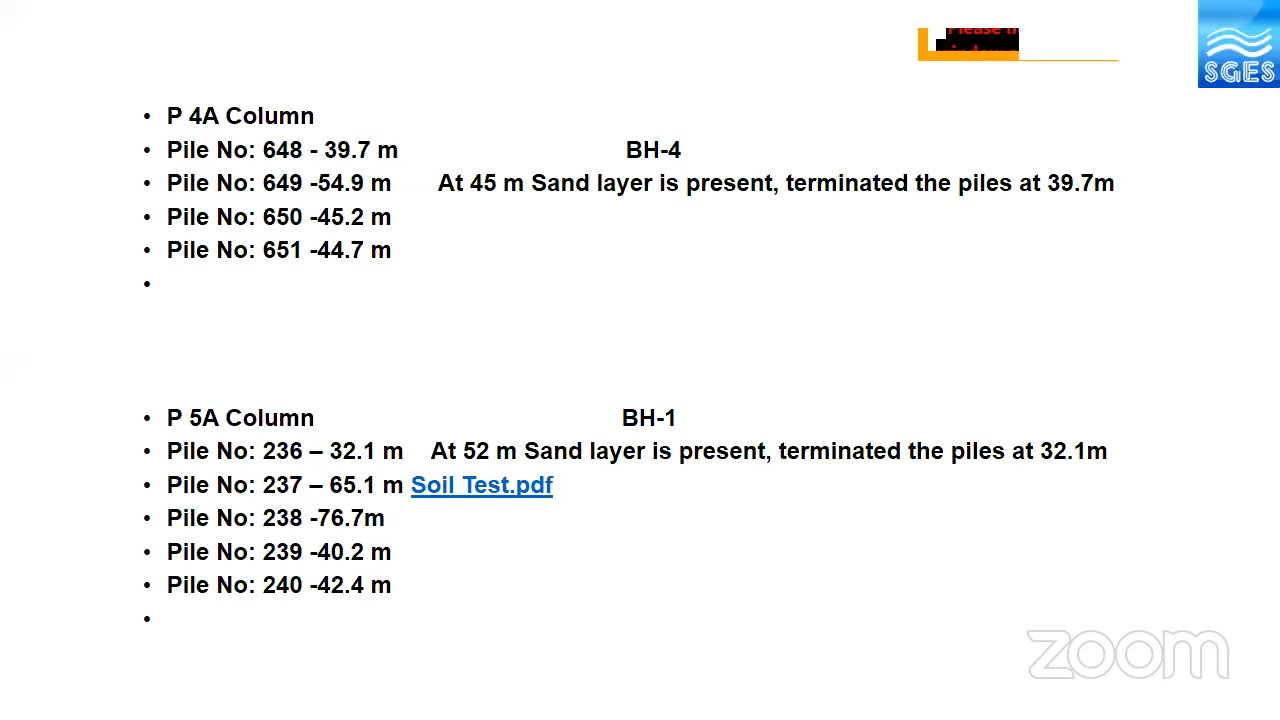 Please
SGES
• P 4A Column
• Pile No: 648 - 39.7 m BH-4
• Pile No: 649 -54.9 m At 45 m Sand layer is present, terminated the piles at 39.7m
• Pile No: 650 -45.2 m
• Pile No: 651 -44.7 m
•
• P 5A Column BH-1
• Pile No: 236 – 32.1 m At 52 m Sand layer is present, terminated the piles at 32.1m
• Pile No: 237 – 65.1 m Soil Test.pdf
• Pile No: 238 -76.7m
• Pile No: 239 -40.2 m
• Pile No: 240 -42.4 m
•
zoom